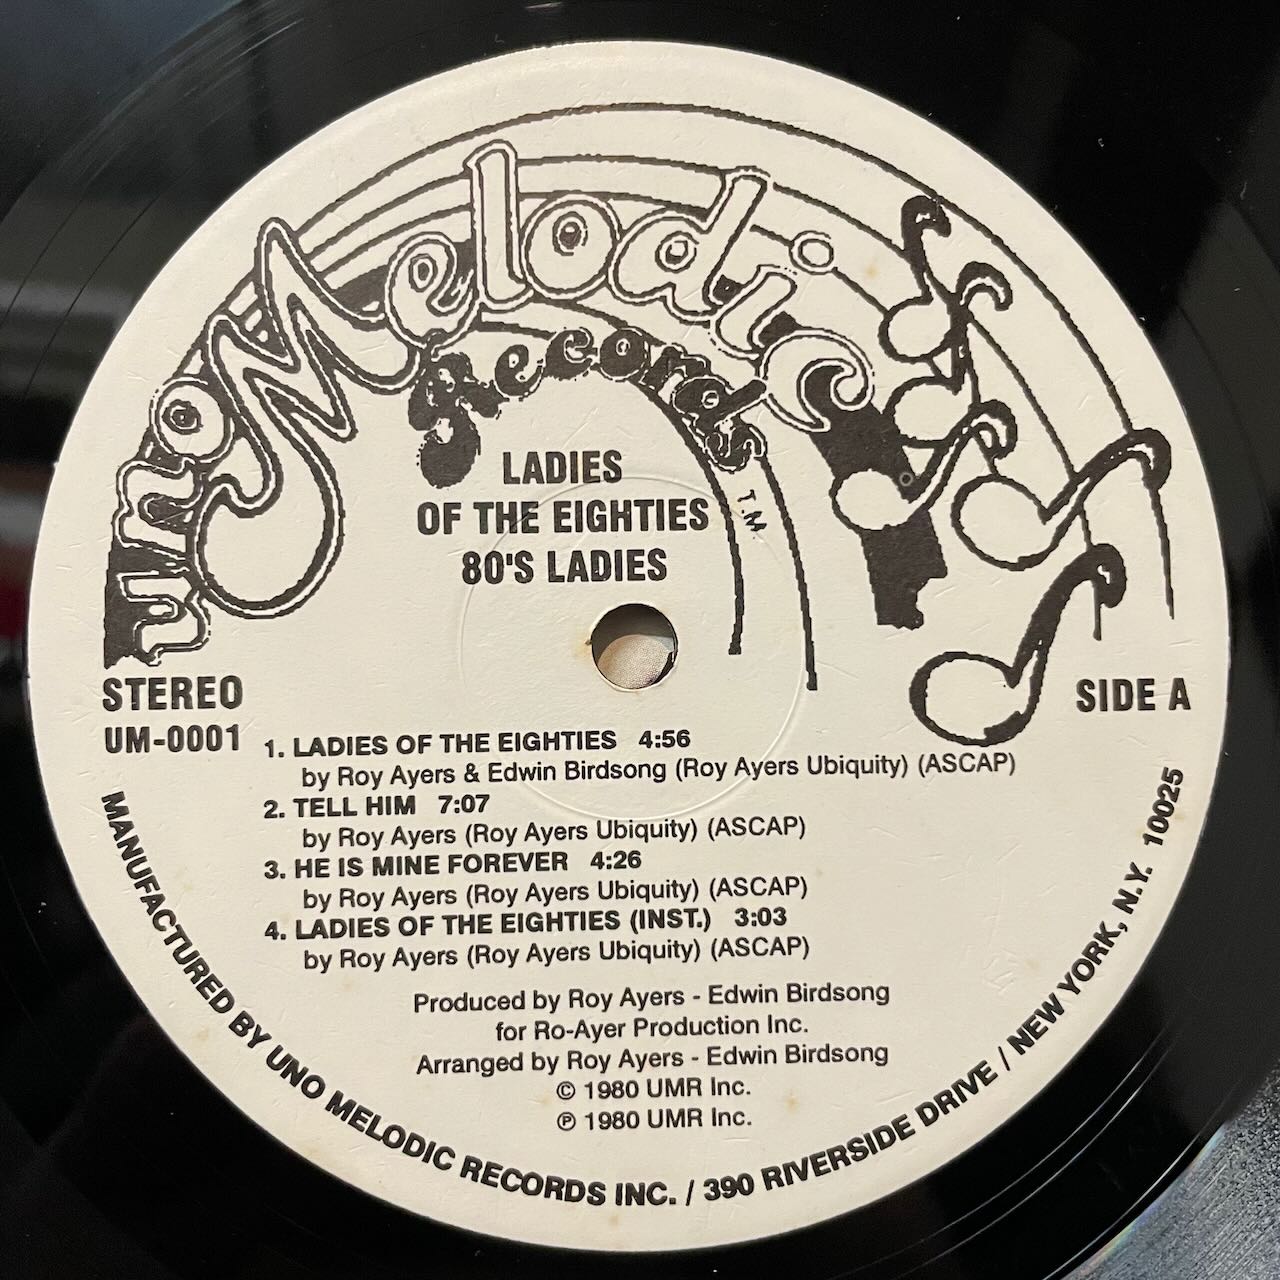 Uno Melodic
Records
T.M.
LADIES
OF THE EIGHTIES
80'S LADIES
STEREO
UM-0001
SIDE A
1. LADIES OF THE EIGHTIES 4:56
by Roy Ayers & Edwin Birdsong (Roy Ayers Ubiquity) (ASCAP)
2. TELL HIM 7:07
by Roy Ayers (Roy Ayers Ubiquity) (ASCAP)
3. HE IS MINE FOREVER 4:26
by Roy Ayers (Roy Ayers Ubiquity) (ASCAP)
4. LADIES OF THE EIGHTIES (INST.) 3:03
by Roy Ayers (Roy Ayers Ubiquity) (ASCAP)
Produced by Roy Ayers - Edwin Birdsong
for Ro-Ayer Production Inc.
Arranged by Roy Ayers - Edwin Birdsong
© 1980 UMR Inc.
℗ 1980 UMR Inc.
MANUFACTURED BY UNO MELODIC RECORDS INC. / 390 RIVERSIDE DRIVE / NEW YORK, N.Y. 10025